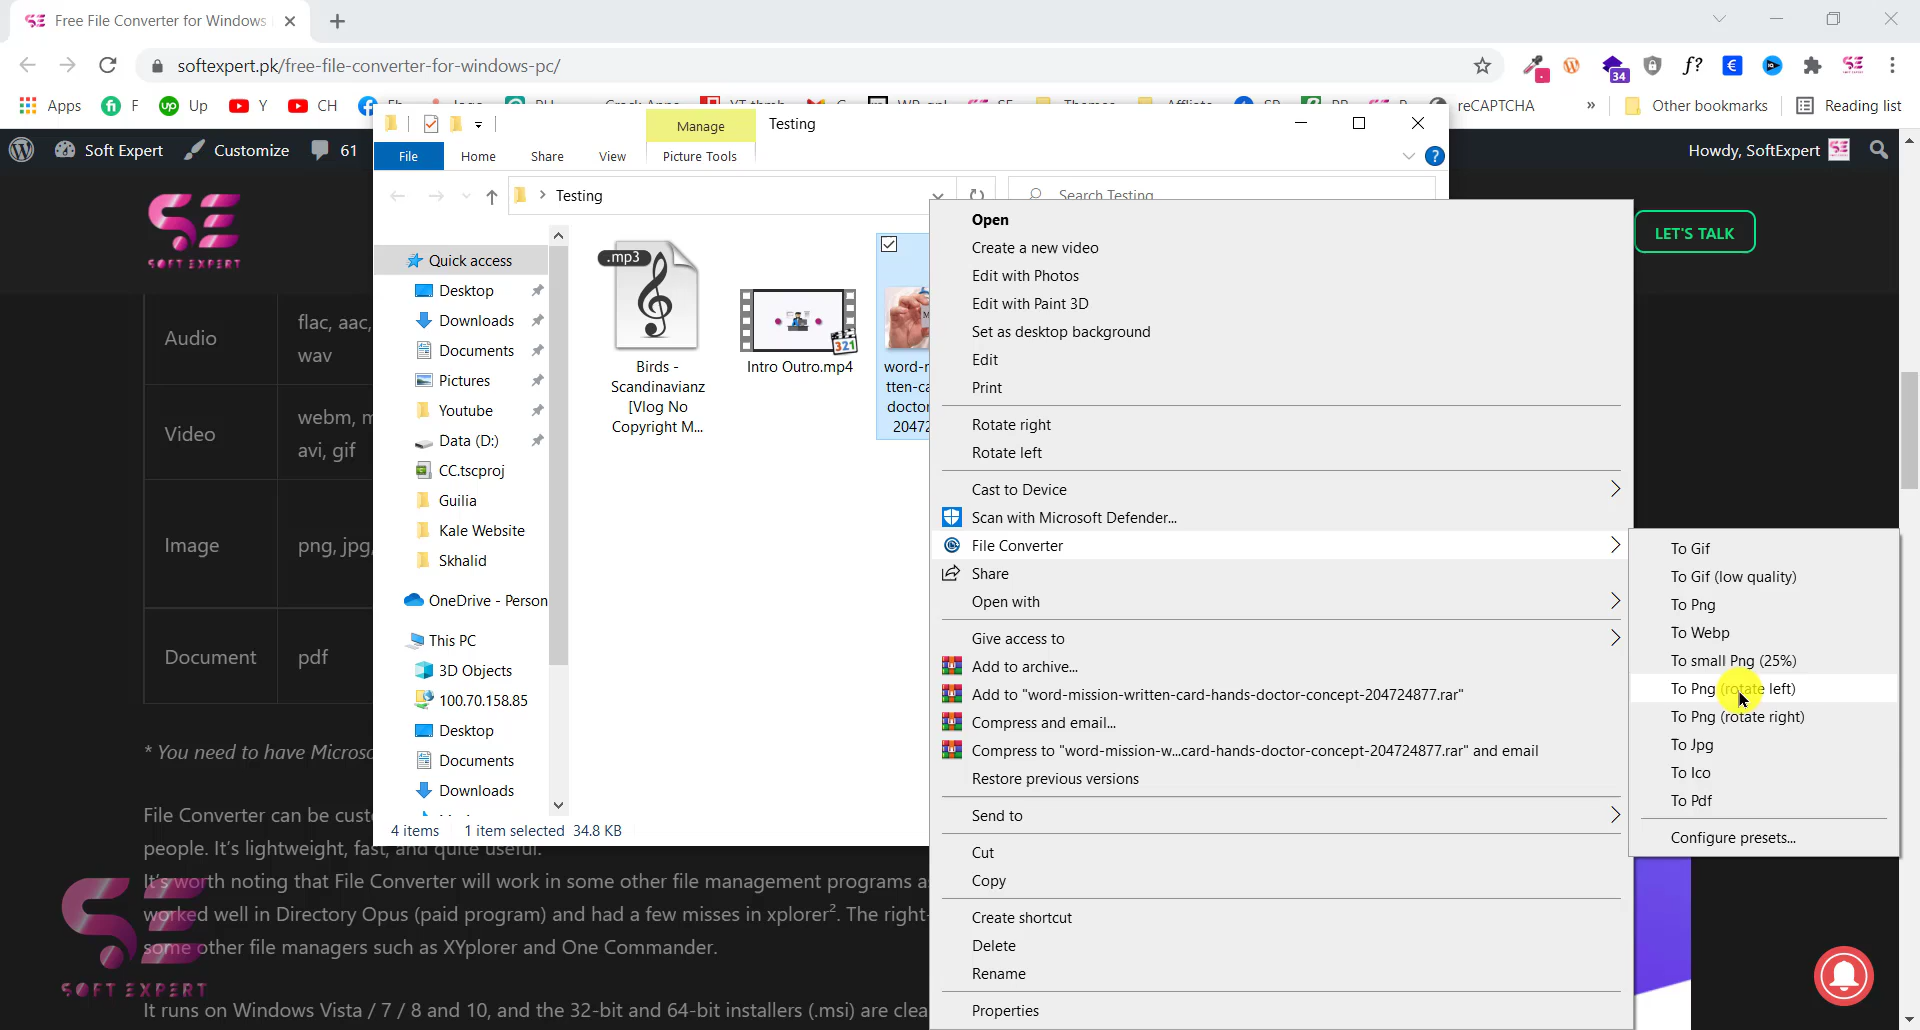 Free File Converter for Windows
softexpert.pk/free-file-converter-for-windows-pc/
34
Apps
F
Up
Y
CH
reCAPTCHA
»
Other bookmarks
Reading list
Soft Expert
Customize
61
Howdy, SoftExpert
Manage
Testing
File
Home
Share
View
Picture Tools
Testing
Search Testing
SOFT EXPERT
LET'S TALK
Quick access
Desktop
Downloads
Documents
Pictures
Youtube
Data (D:)
CC.tscproj
Guilia
Kale Website
Skhalid
OneDrive - Person
This PC
3D Objects
100.70.158.85
Desktop
Documents
Downloads
4 items
1 item selected 34.8 KB
.mp3
Birds -
Scandinavianz
[Vlog No
Copyright M...
321
Intro Outro.mp4
Open
Create a new video
Edit with Photos
Edit with Paint 3D
Set as desktop background
Edit
Print
Rotate right
Rotate left
Cast to Device
Scan with Microsoft Defender...
File Converter
Share
Open with
Give access to
Add to archive...
Add to "word-mission-written-card-hands-doctor-concept-204724877.rar"
Compress and email...
Compress to "word-mission-w...card-hands-doctor-concept-204724877.rar" and email
Restore previous versions
Send to
Cut
Copy
Create shortcut
Delete
Rename
Properties
To Gif
To Gif (low quality)
To Png
To Webp
To small Png (25%)
To Png (rotate left)
To Png (rotate right)
To Jpg
To Ico
To Pdf
Configure presets...
Audio
flac, aac,
wav
Video
webm,
avi, gif
Image
png, jpg,
Document
pdf
* You need to have
File Converter can be
people. It's lightweight, fast, and quite useful.
It's worth noting that File Converter will work in some other file management programs
worked well in Directory Opus (paid program) and had a few misses in xplorer². The right-
some other file managers such as XYplorer and One Commander.
SOFT EXPERT
It runs on Windows Vista / 7 / 8 and 10, and the 32-bit and 64-bit installers (.msi) are